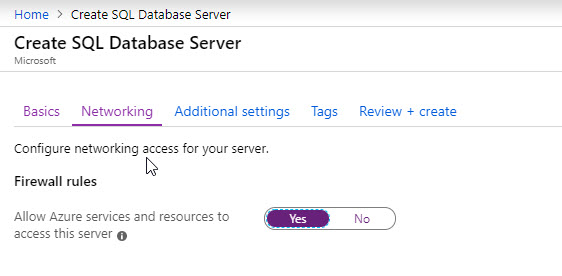 Home > Create SQL Database Server
Create SQL Database Server
Microsoft
Basics Networking Additional settings Tags Review + create
Configure networking access for your server.
Firewall rules
Allow Azure services and resources to
access this server
Yes No